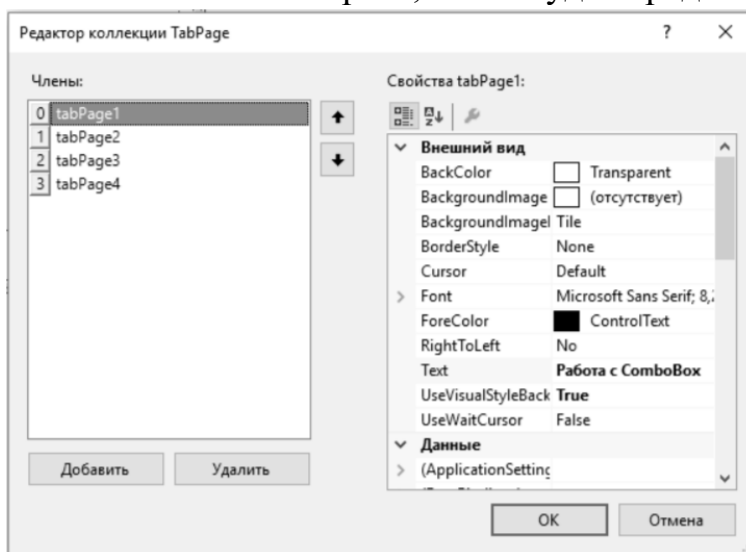 Редактор коллекции TabPage ? ×
Члены:
0 tabPage1
1 tabPage2
2 tabPage3
3 tabPage4
Добавить Удалить
Свойства tabPage1:
Внешний вид
BackColor Transparent
BackgroundImage (отсутствует)
BackgroundImagel Tile
BorderStyle None
Cursor Default
Font Microsoft Sans Serif; 8,
ForeColor ControlText
RightToLeft No
Text Работа с ComboBox
UseVisualStyleBack True
UseWaitCursor False
Данные
(ApplicationSetting
OK Отмена